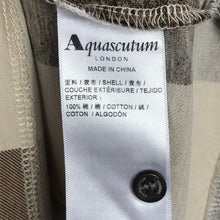 Aquascutum
LONDON
MADE IN CHINA
面料 / 表布 / SHELL / 表布 /
COUCHE EXTÉRIEURE / TEJIDO
EXTERIOR :
100% 棉 / 棉 / COTTON / 綿 /
COTON / ALGODÓN